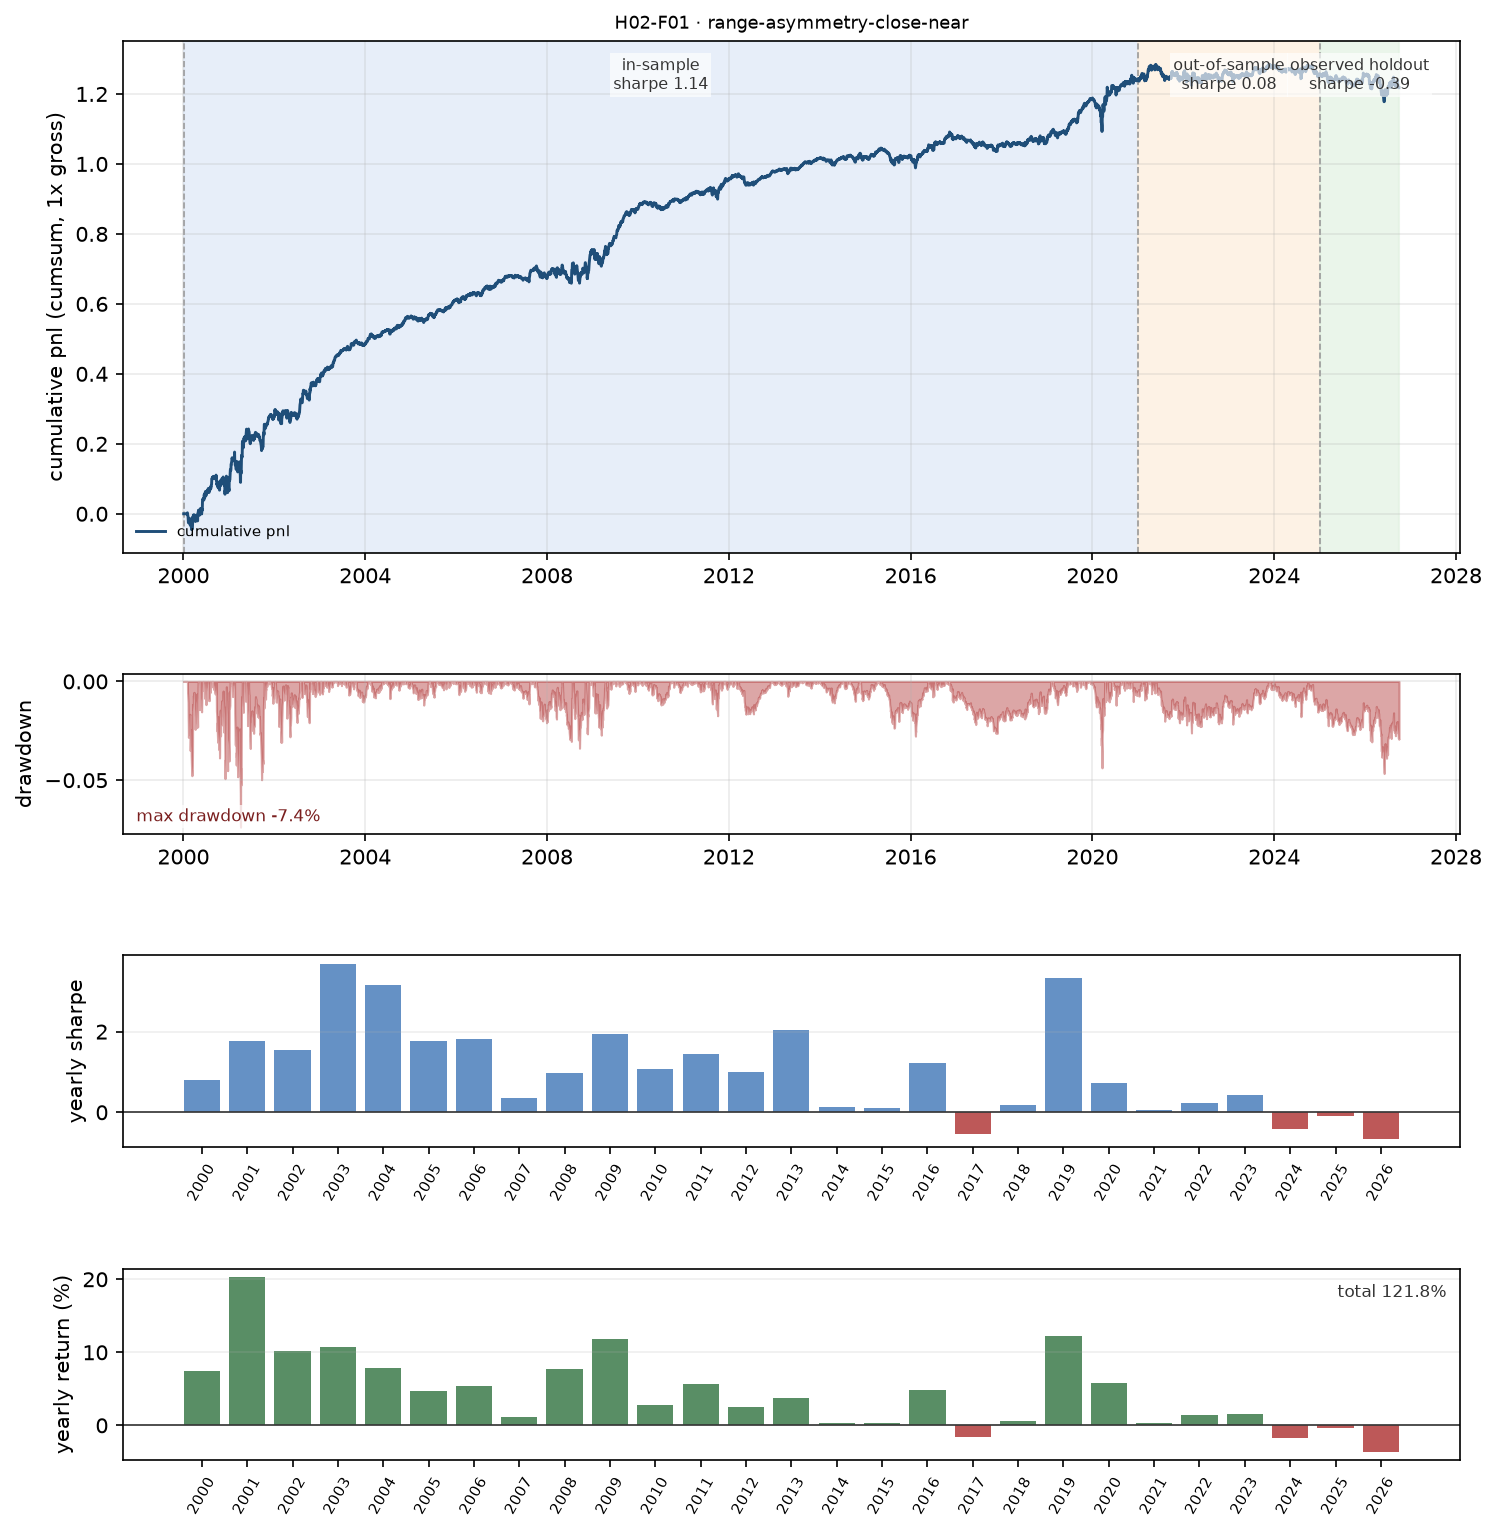 H02-F01 · range-asymmetry-close-near
cumulative pnl (cumsum, 1x gross)
in-sample
sharpe 1.14
out-of-sample
sharpe 0.08
observed holdout
sharpe -0.39
1.2
1.0
0.8
0.6
0.4
0.2
0.0
cumulative pnl
2000 2004 2008 2012 2016 2020 2024 2028
drawdown
0.00
−0.05
max drawdown -7.4%
2000 2004 2008 2012 2016 2020 2024 2028
yearly sharpe
2
0
2000 2001 2002 2003 2004 2005 2006 2007 2008 2009 2010 2011 2012 2013 2014 2015 2016 2017 2018 2019 2020 2021 2022 2023 2024 2025 2026
yearly return (%)
20
10
0
total 121.8%
2000 2001 2002 2003 2004 2005 2006 2007 2008 2009 2010 2011 2012 2013 2014 2015 2016 2017 2018 2019 2020 2021 2022 2023 2024 2025 2026